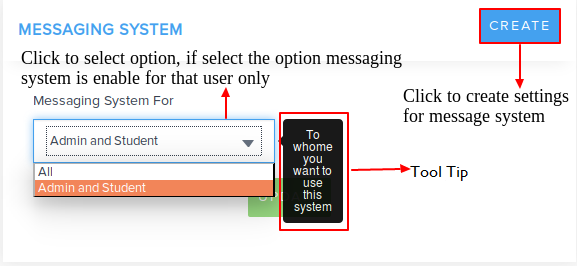 MESSAGING SYSTEM
CREATE
Click to select option, if select the option messaging
system is enable for that user only
Messaging System For
Click to create settings
for message system
Admin and Student
All
Admin and Student
To
whome
you
want to
use
this
system
Tool Tip